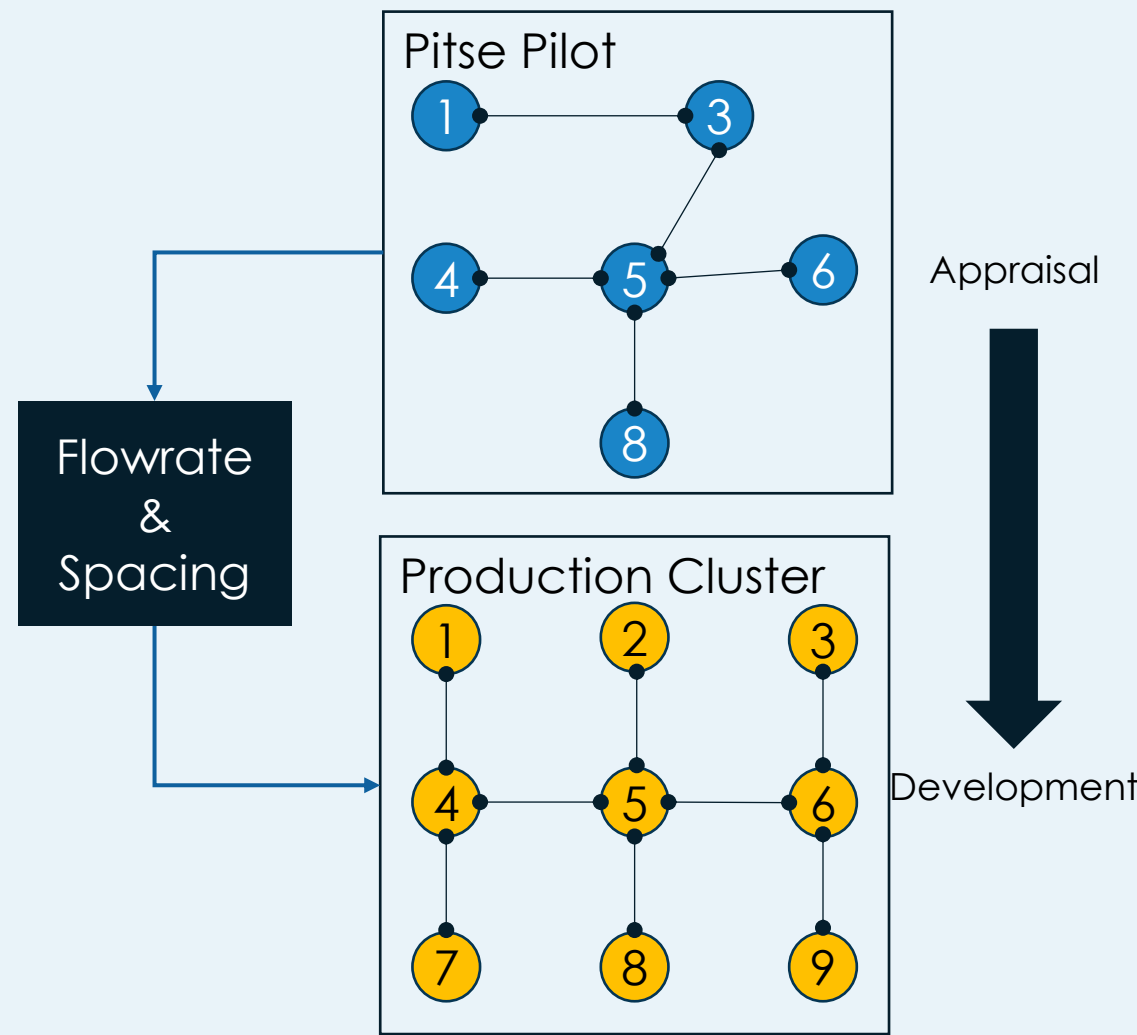 Pitse Pilot
1
3
4
5
6
8
Appraisal
Flowrate
&
Spacing
Production Cluster
1
2
3
4
5
6
7
8
9
Development